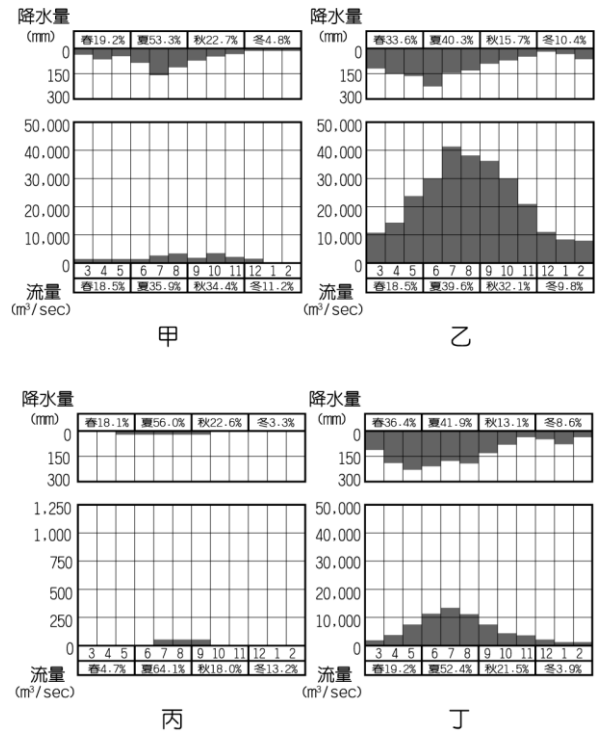 降水量
(mm)
春19.2% 夏53.3% 秋22.7% 冬4.8%
0
150
300
50.000
40.000
30.000
20.000
10.000
0
3 4 5 6 7 8 9 10 11 12 1 2
流量
(m³/sec)
春18.5% 夏35.9% 秋34.4% 冬11.2%
甲
降水量
(mm)
春33.6% 夏40.3% 秋15.7% 冬10.4%
0
150
300
50.000
40.000
30.000
20.000
10.000
0
3 4 5 6 7 8 9 10 11 12 1 2
流量
(m³/sec)
春18.5% 夏39.6% 秋32.1% 冬9.8%
乙
降水量
(mm)
春18.1% 夏56.0% 秋22.6% 冬3.3%
0
150
300
1.250
1.000
750
500
250
0
3 4 5 6 7 8 9 10 11 12 1 2
流量
(m³/sec)
春4.7% 夏64.1% 秋18.0% 冬13.2%
丙
降水量
(mm)
春36.4% 夏41.9% 秋13.1% 冬8.6%
0
150
300
50.000
40.000
30.000
20.000
10.000
0
3 4 5 6 7 8 9 10 11 12 1 2
流量
(m³/sec)
春19.2% 夏52.4% 秋21.5% 冬3.9%
丁